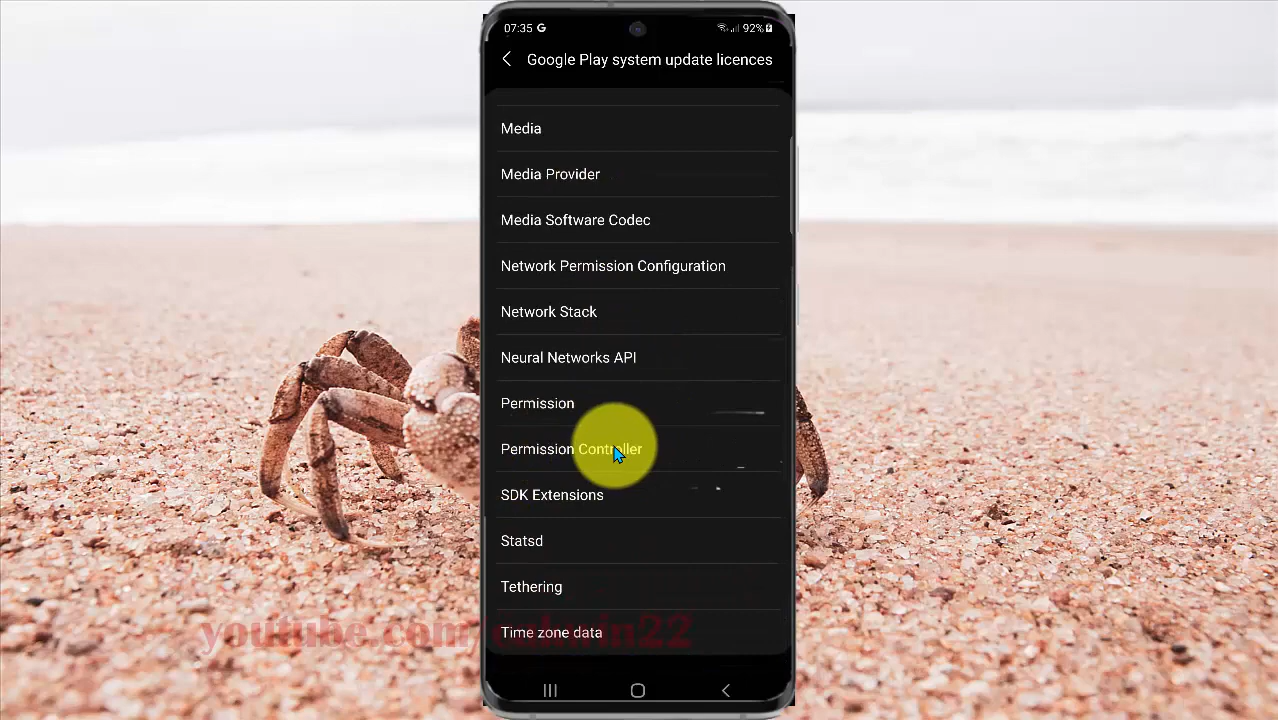 07:35 G 92%
Google Play system update licences
Media
Media Provider
Media Software Codec
Network Permission Configuration
Network Stack
Neural Networks API
Permission
Permission Controller
SDK Extensions
Statsd
Tethering
Time zone data